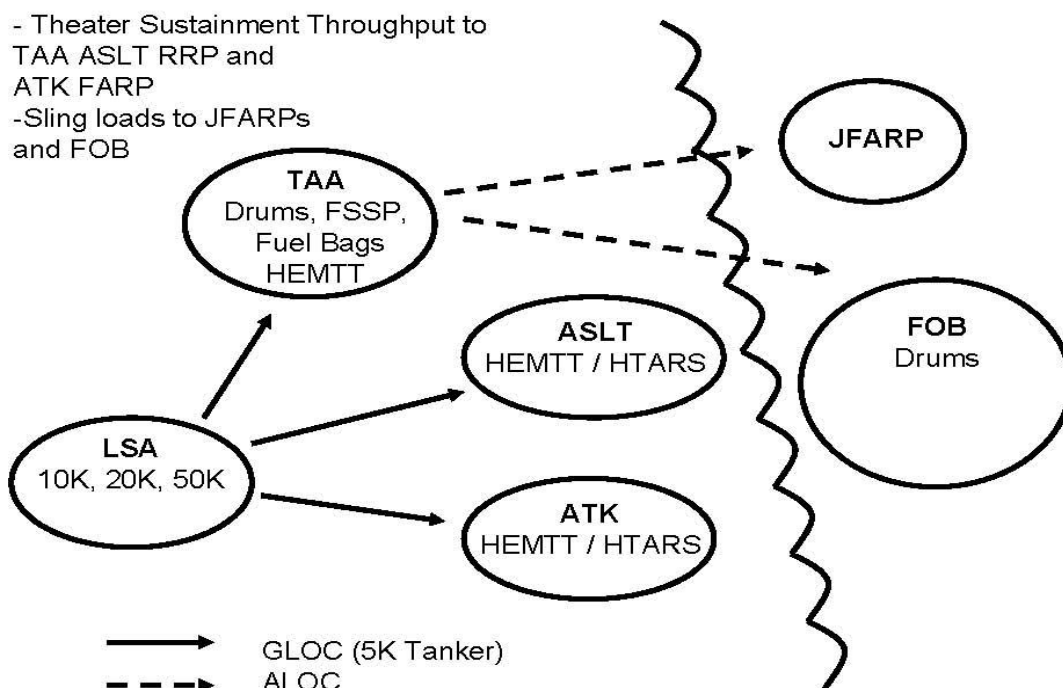 - Theater Sustainment Throughput to
TAA ASLT RRP and
ATK FARP
-Sling loads to JFARPs
and FOB
JFARP
TAA
Drums, FSSP,
Fuel Bags
HEMTT
FOB
Drums
ASLT
HEMTT / HTARS
LSA
10K, 20K, 50K
ATK
HEMTT / HTARS
GLOC (5K Tanker)
ALOC